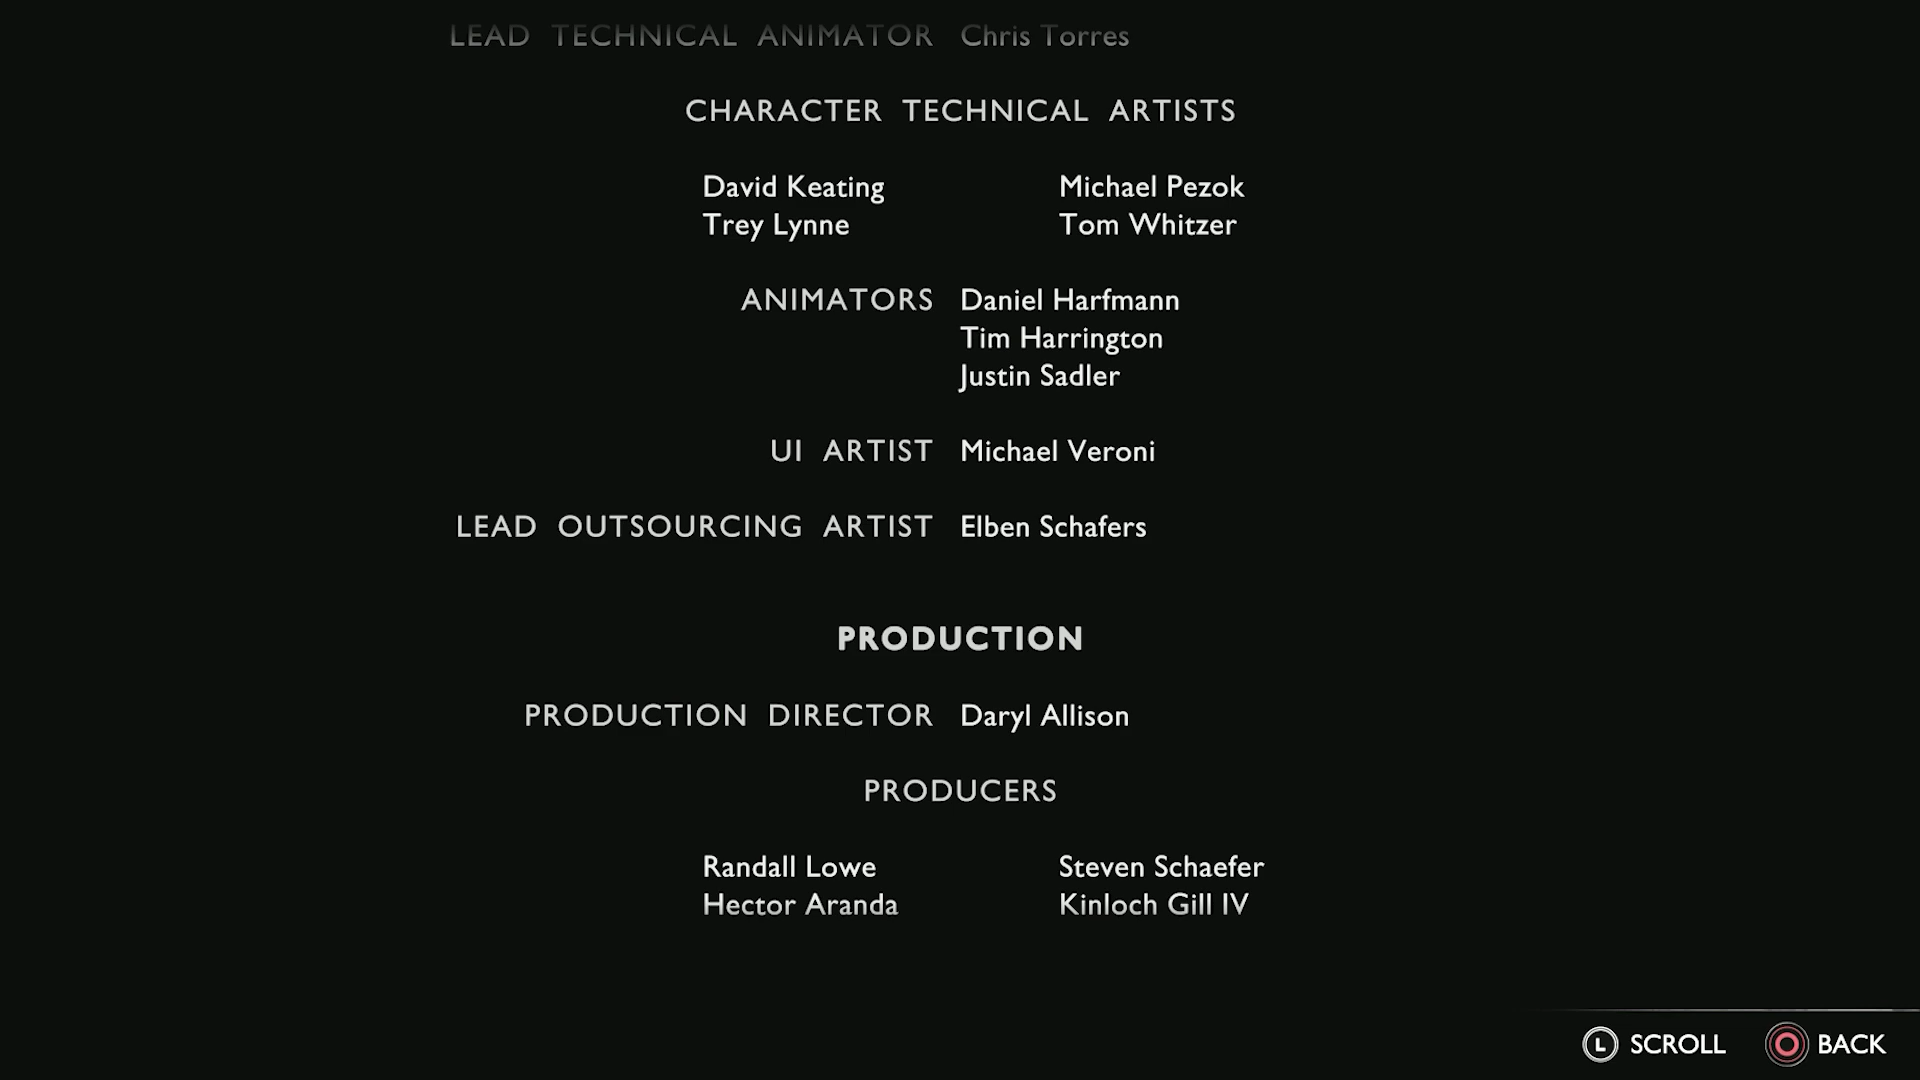 LEAD TECHNICAL ANIMATOR Chris Torres
CHARACTER TECHNICAL ARTISTS
David Keating Michael Pezok
Trey Lynne Tom Whitzer
ANIMATORS Daniel Harfmann
Tim Harrington
Justin Sadler
UI ARTIST Michael Veroni
LEAD OUTSOURCING ARTIST Elben Schafers
PRODUCTION
PRODUCTION DIRECTOR Daryl Allison
PRODUCERS
Randall Lowe Steven Schaefer
Hector Aranda Kinloch Gill IV
L SCROLL BACK